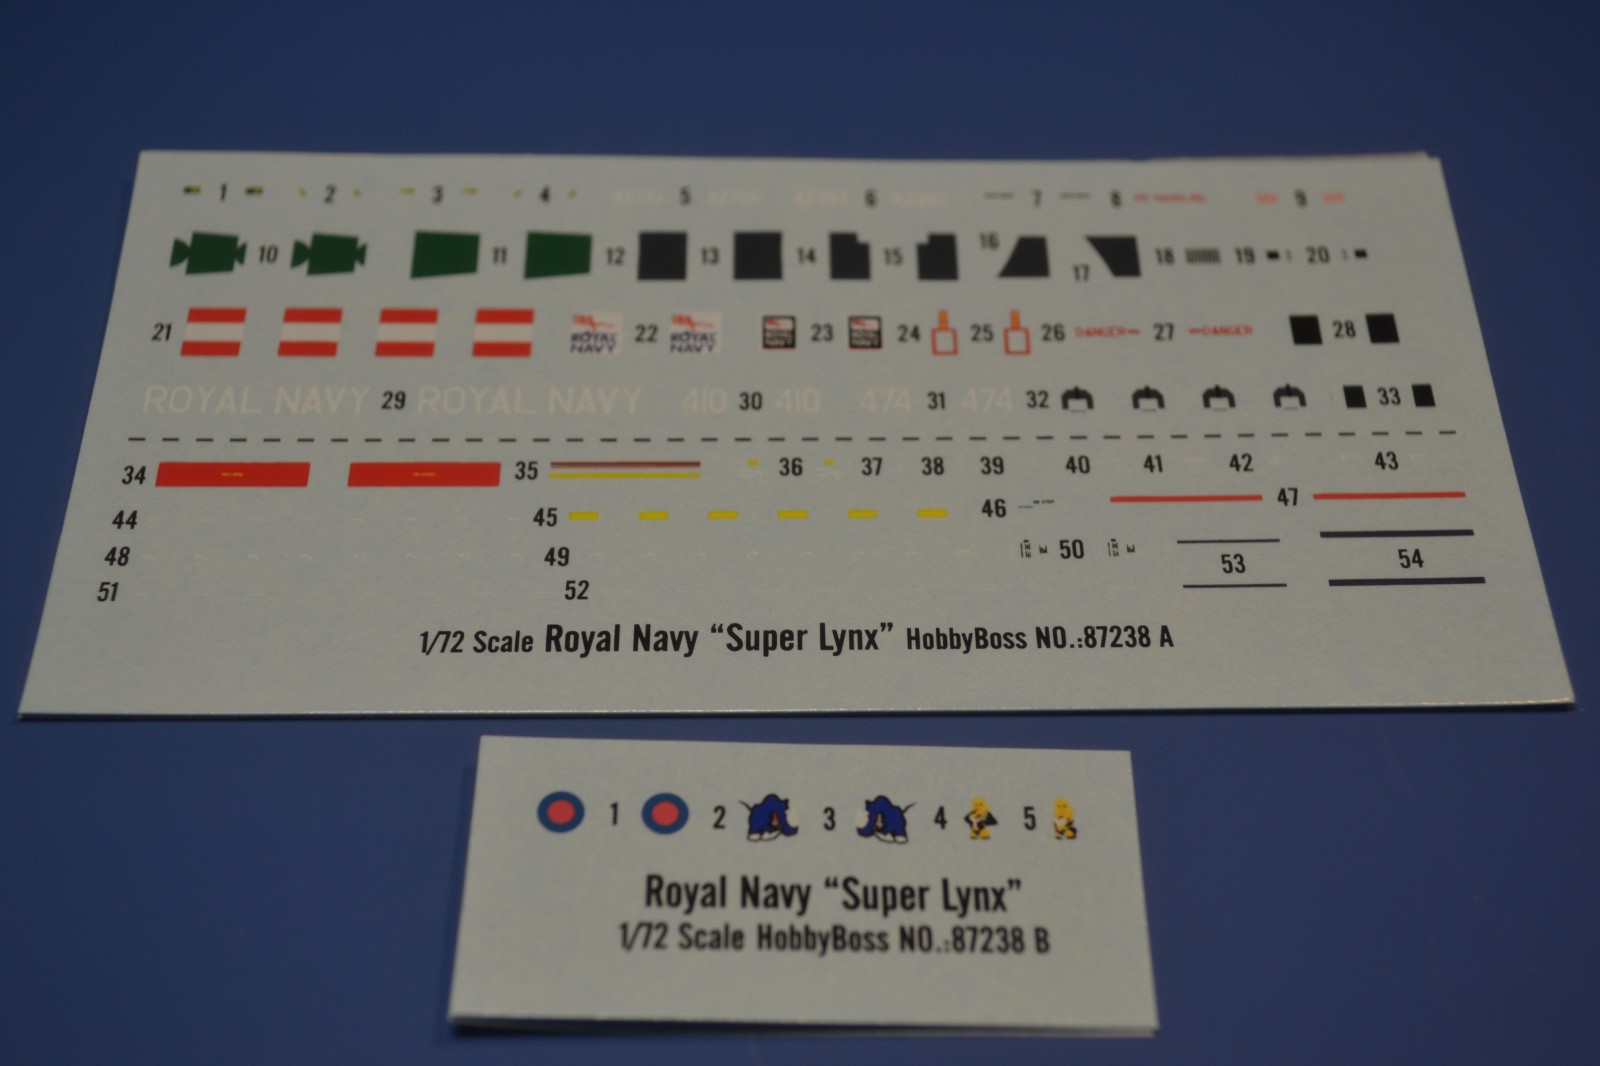 1 2 3 4 5 6 7 8 9
10 11 12 13 14 15 16 17 18 19 20
21 ROYAL NAVY 22 ROYAL NAVY 23 24 25 26 DANGER 27 DANGER 28
ROYAL NAVY 29 ROYAL NAVY 410 30 410 474 31 474 32 33
34 35 36 37 38 39 40 41 42 43
44 45 46 47
48 49 50 53 54
51 52
1/72 Scale Royal Navy “Super Lynx” HobbyBoss NO.:87238 A
1 2 3 4 5
Royal Navy “Super Lynx”
1/72 Scale HobbyBoss NO.:87238 B